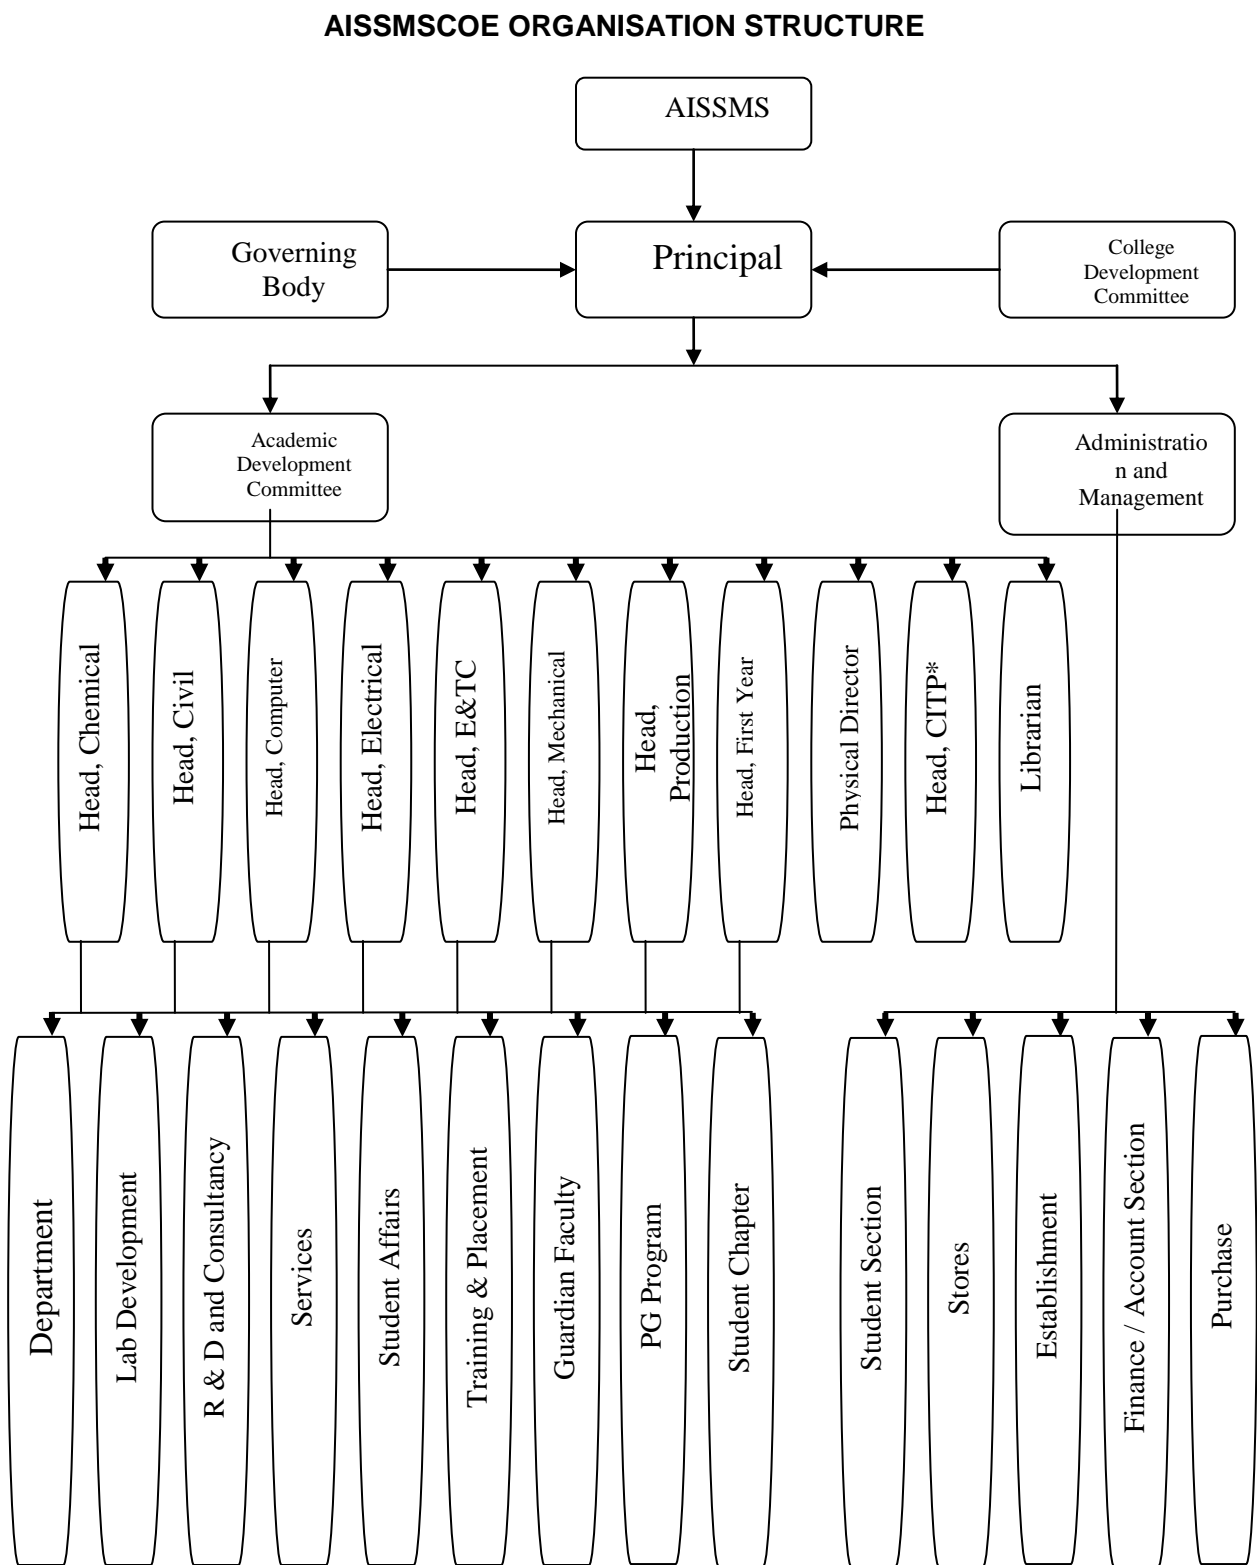 AISSMSCOE ORGANISATION STRUCTURE
AISSMS
Governing
Body
Principal
College
Development
Committee
Academic
Development
Committee
Administratio
n and
Management
Head, Chemical
Head, Civil
Head, Computer
Head, Electrical
Head, E&TC
Head, Mechanical
Head,
Production
Head, First Year
Physical Director
Head, CITP*
Librarian
Department
Lab Development
R & D and Consultancy
Services
Student Affairs
Training & Placement
Guardian Faculty
PG Program
Student Chapter
Student Section
Stores
Establishment
Finance / Account Section
Purchase